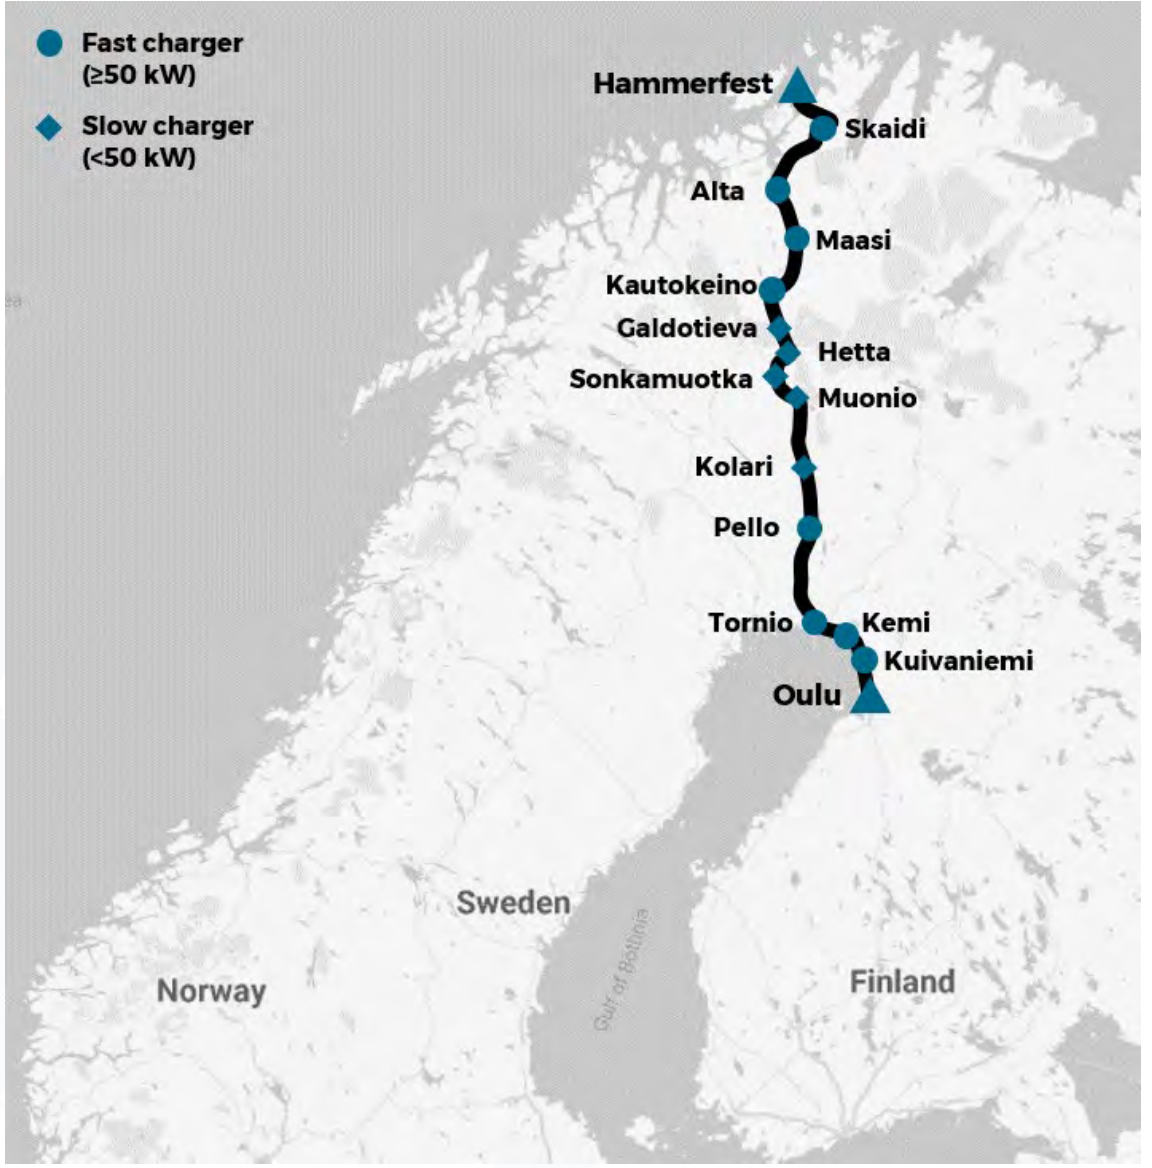 Fast charger
(≥50 kW)
Slow charger
(<50 kW)
Hammerfest
Skaidi
Alta
Maasi
Kautokeino
Galdotieva
Hetta
Sonkamuotka
Muonio
Kolari
Pello
Tornio
Kemi
Kuivaniemi
Oulu
Sweden
Gulf of Bothnia
Norway
Finland